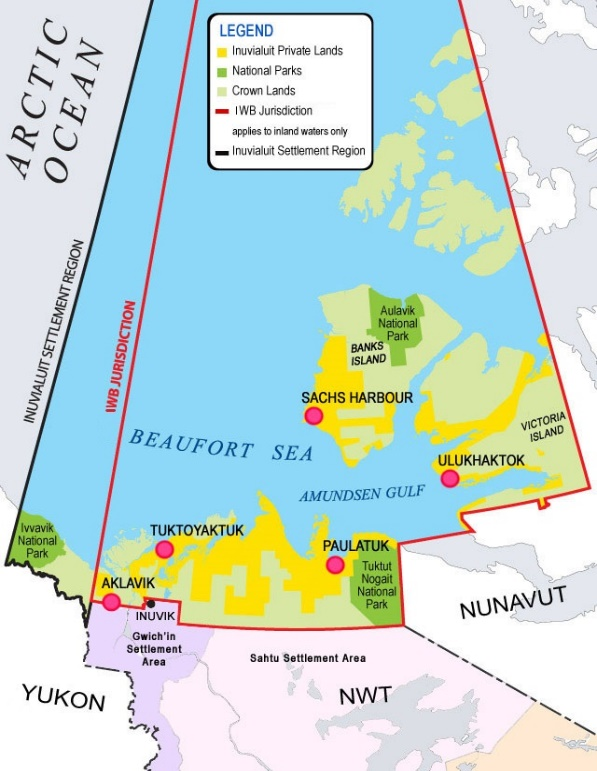 LEGEND
Inuvialuit Private Lands
National Parks
Crown Lands
IWB Jurisdiction
applies to inland waters only
Inuvialuit Settlement Region
ARCTIC
OCEAN
INUVIALUIT SETTLEMENT REGION
IWB JURISDICTION
Aulavik
National
Park
BANKS
ISLAND
SACHS HARBOUR
VICTORIA
ISLAND
BEAUFORT SEA
ULUKHAKTOK
AMUNDSEN GULF
Ivvavik
National
Park
TUKTOYAKTUK
PAULATUK
Tuktut
Nogait
National
Park
AKLAVIK
INUVIK
NUNAVUT
Gwich'in
Settlement
Area
Sahtu Settlement Area
YUKON
NWT